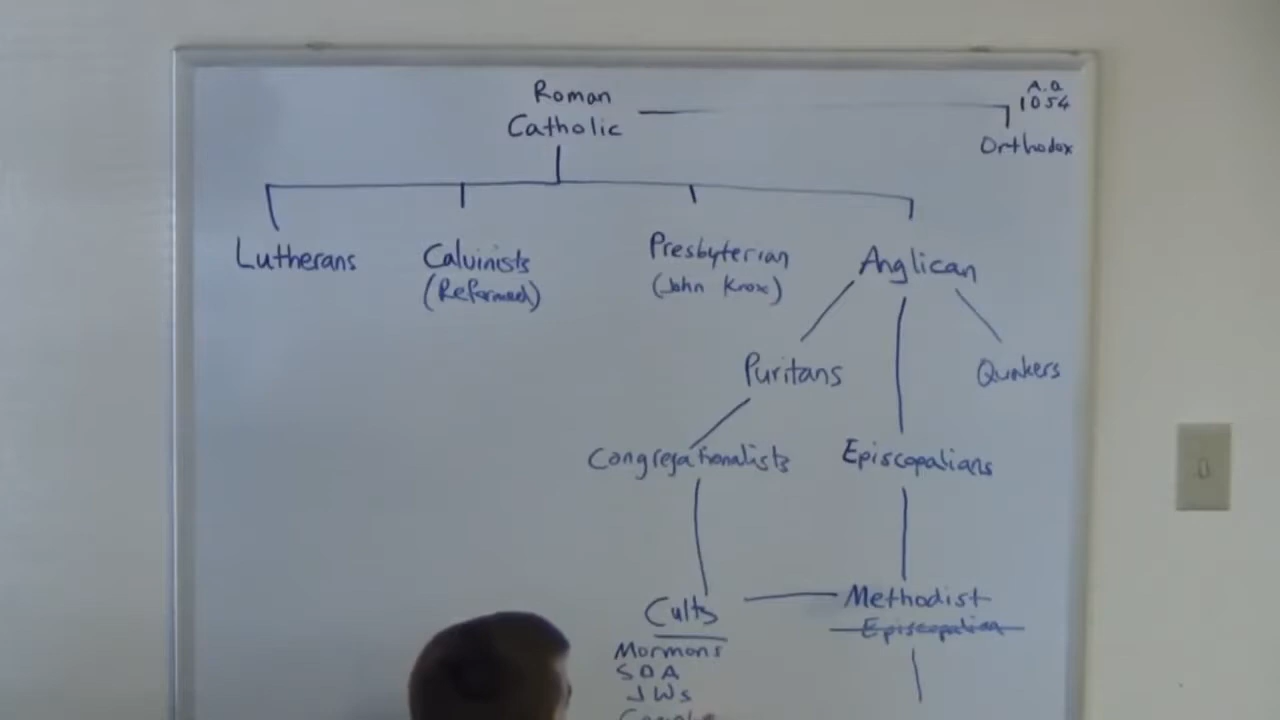 Roman
Catholic
A.D
1054
Orthodox
Lutherans
Calvinists
(Reformed)
Presbyterian
(John Knox)
Anglican
Puritans
Quakers
Congregationalists
Episcopalians
Cults
Methodist
Episcopalian
Mormons
SDA
JWs